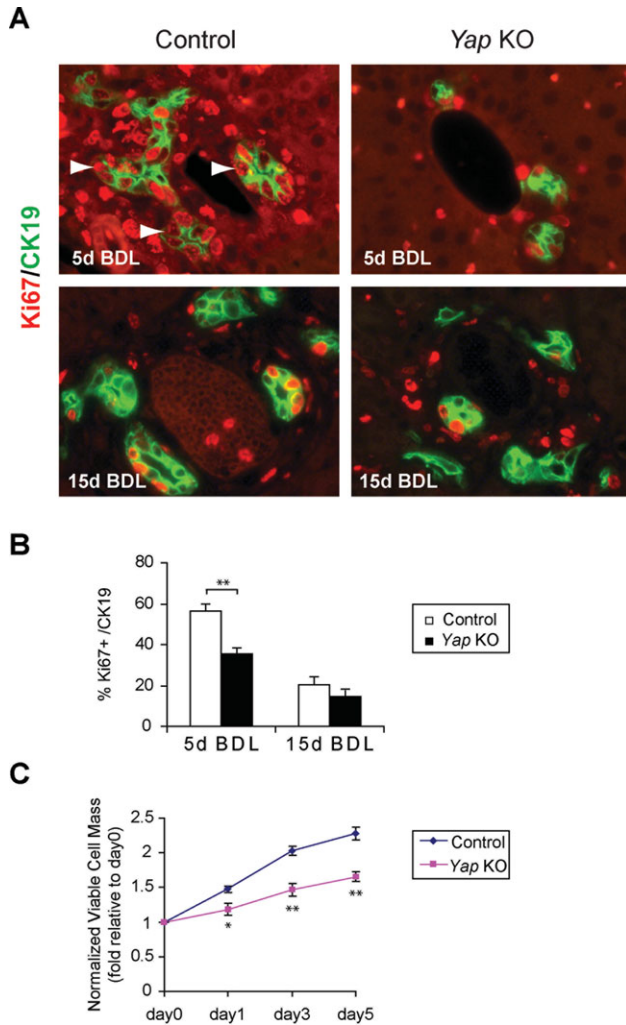 A
Control
Yap KO
Ki67/CK19
5d BDL
5d BDL
15d BDL
15d BDL
B
% Ki67+ /CK19
80
60
40
20
0
**
5d BDL
15d BDL
Control
Yap KO
C
Normalized Viable Cell Mass
(fold relative to day0)
2.5
2
1.5
1
0.5
0
*
**
**
day0
day1
day3
day5
Control
Yap KO